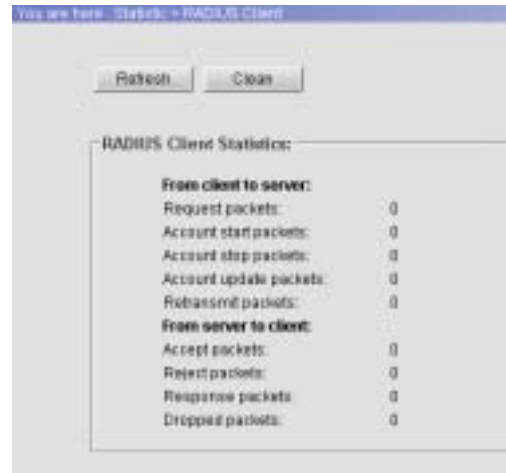 You are here : Statistic > RADIUS Client
Refresh Clean
RADIUS Client Statistics:
From client to server:
Request packets: 0
Account start packets: 0
Account stop packets: 0
Account update packets: 0
Retransmit packets: 0
From server to client:
Accept packets: 0
Reject packets: 0
Response packets: 0
Dropped packets: 0